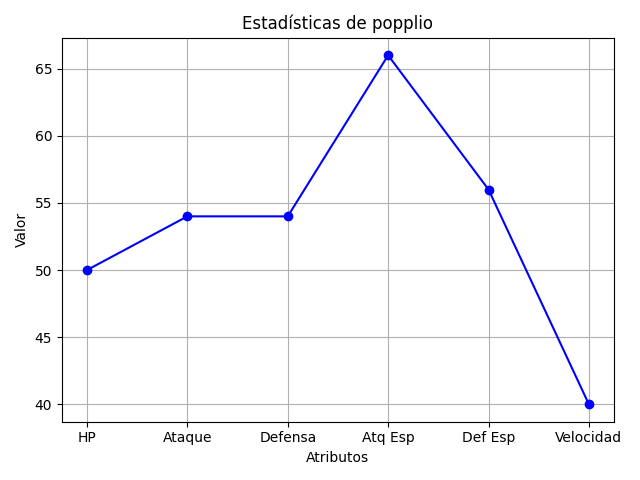 Estadísticas de popplio
Valor
65
60
55
50
45
40
HP Ataque Defensa Atq Esp Def Esp Velocidad
Atributos